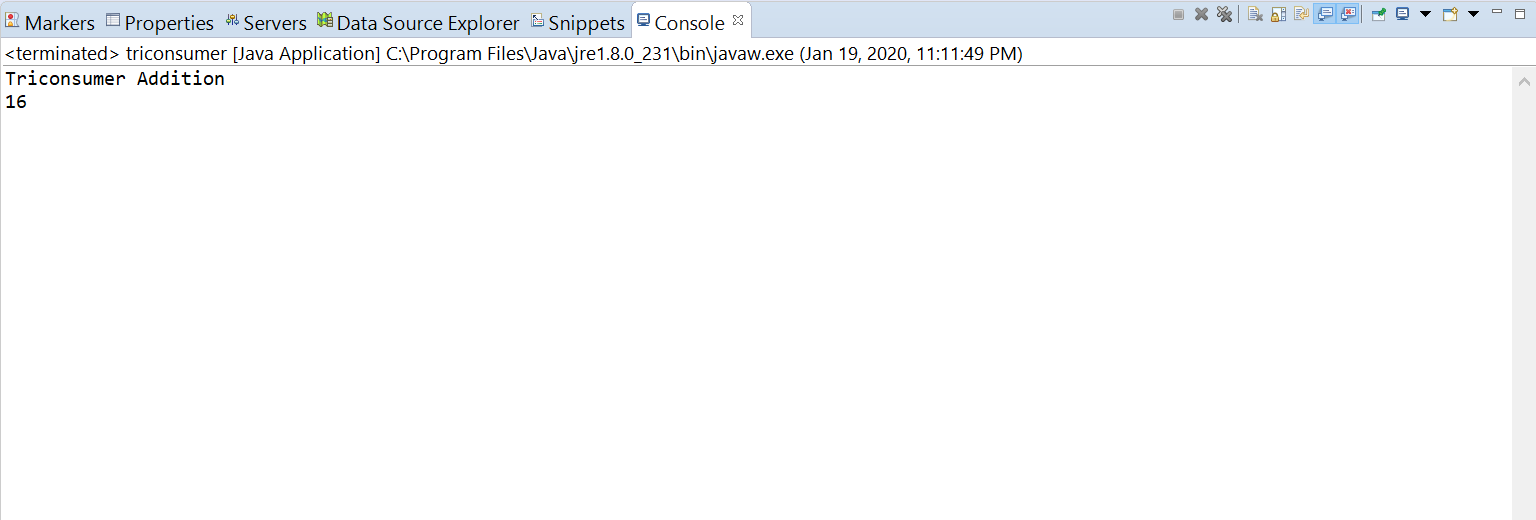 Markers Properties Servers Data Source Explorer Snippets Console
<terminated> triconsumer [Java Application] C:\Program Files\Java\jre1.8.0_231\bin\javaw.exe (Jan 19, 2020, 11:11:49 PM)
Triconsumer Addition
16